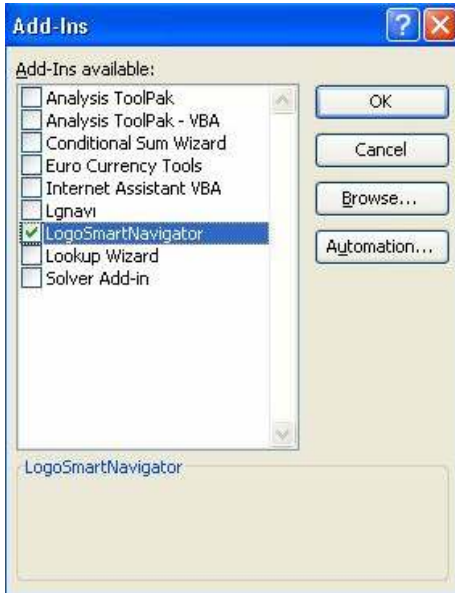 Add-Ins
Add-Ins available:
Analysis ToolPak
Analysis ToolPak - VBA
Conditional Sum Wizard
Euro Currency Tools
Internet Assistant VBA
Lgnavi
LogoSmartNavigator
Lookup Wizard
Solver Add-in
OK
Cancel
Browse...
Automation...
LogoSmartNavigator